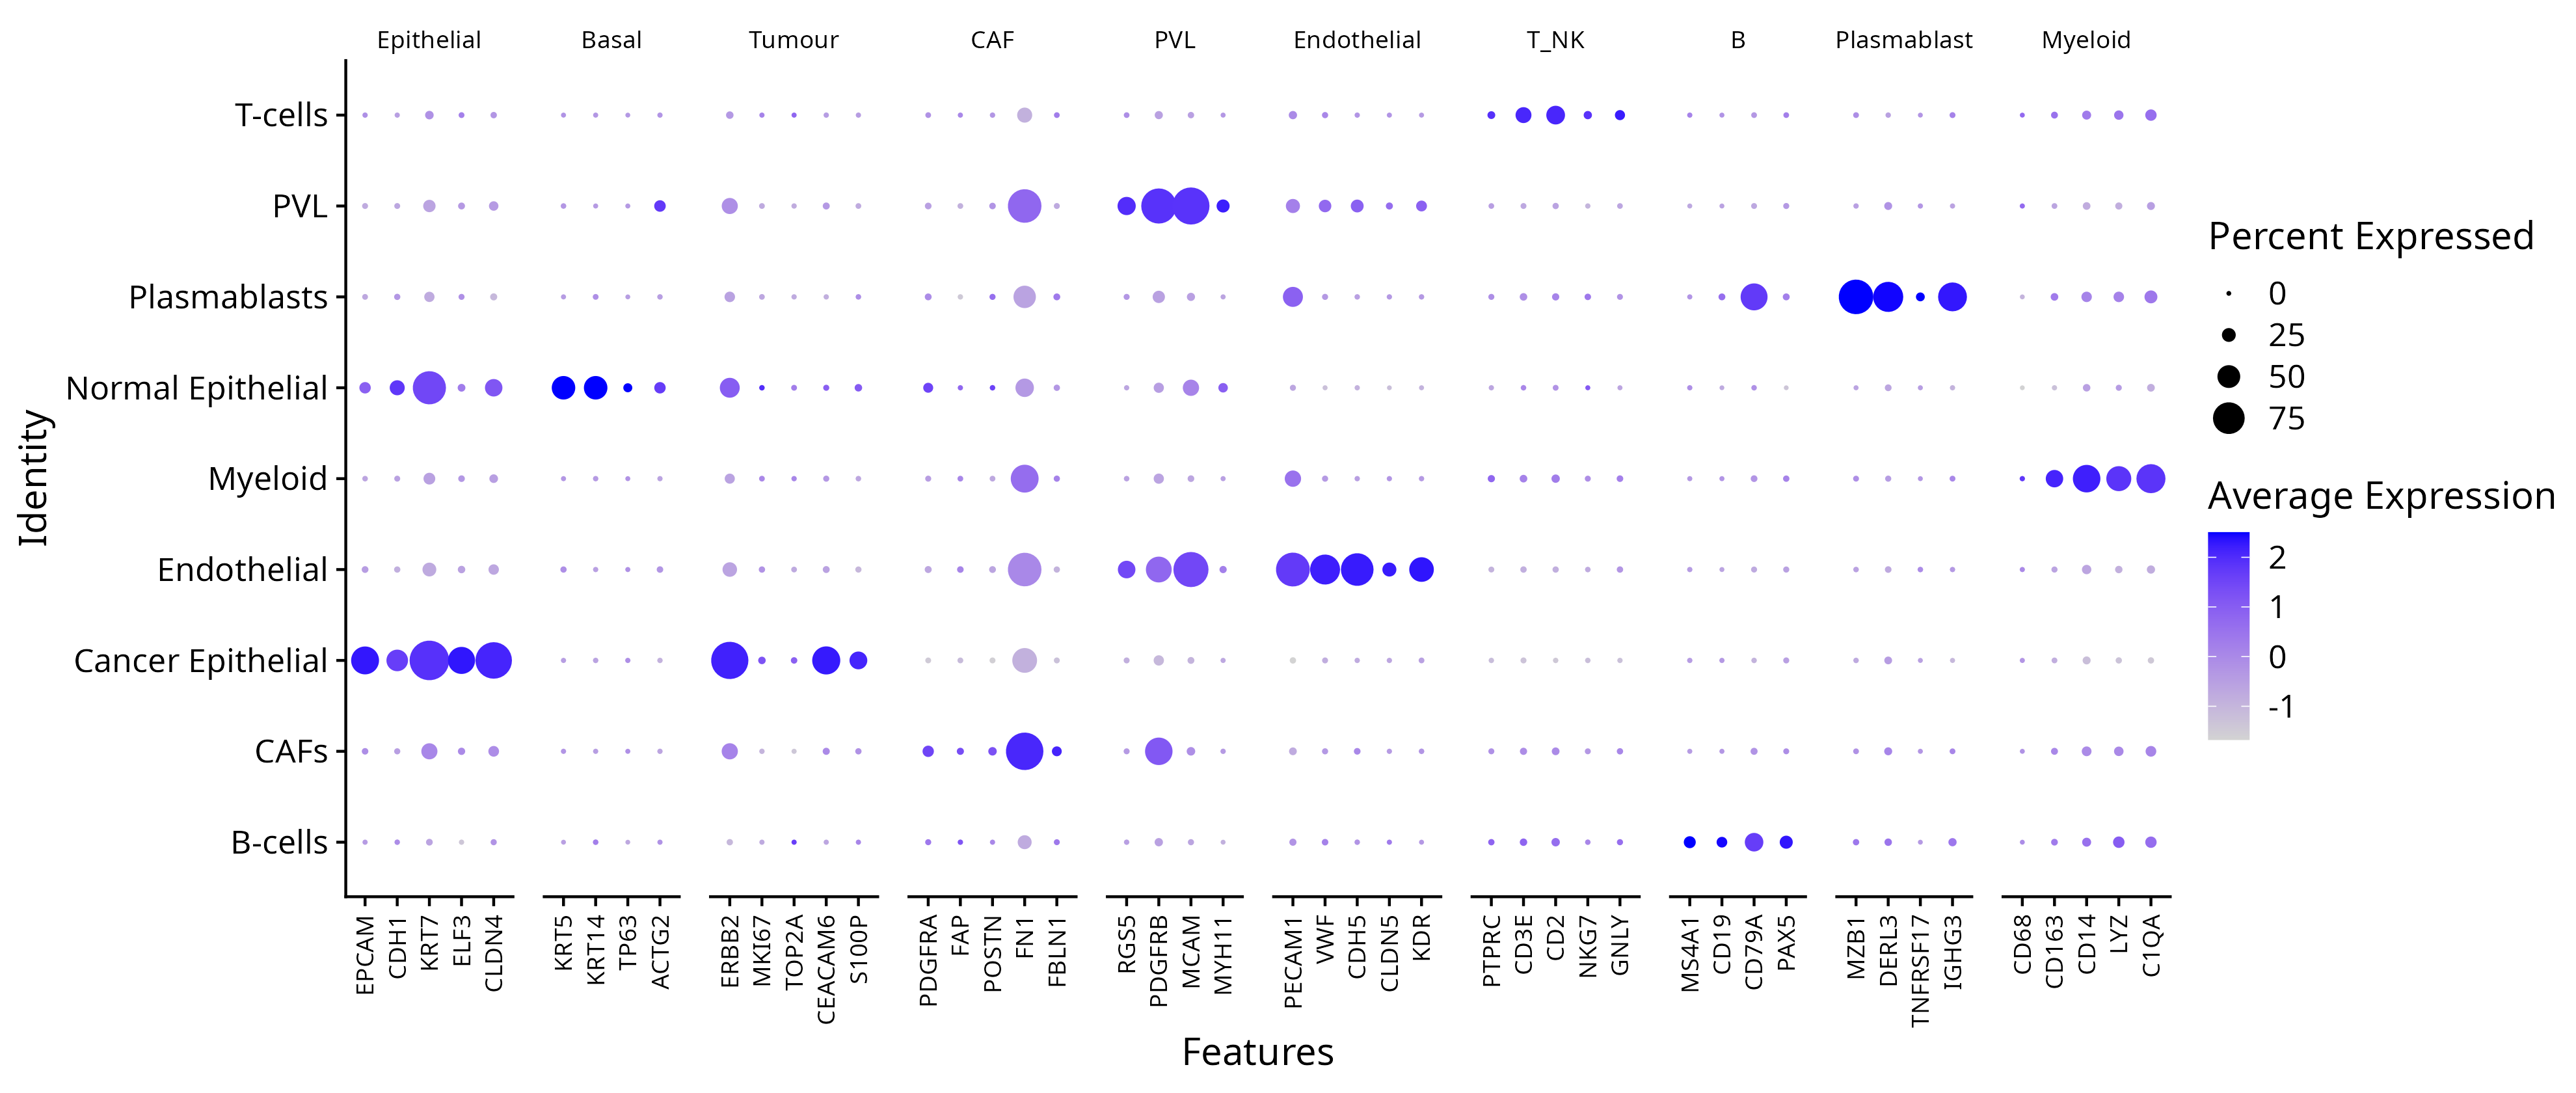 Epithelial Basal Tumour CAF PVL Endothelial T_NK B Plasmablast Myeloid
Identity
T-cells
PVL
Plasmablasts
Normal Epithelial
Myeloid
Endothelial
Cancer Epithelial
CAFs
B-cells
EPCAM CDH1 KRT7 ELF3 CLDN4 KRT5 KRT14 TP63 ACTG2 ERBB2 MKI67 TOP2A CEACAM6 S100P PDGFRA FAP POSTN FN1 FBLN1 RGS5 PDGFRB MCAM MYH11 PECAM1 VWF CDH5 CLDN5 KDR PTPRC CD3E CD2 NKG7 GNLY MS4A1 CD19 CD79A PAX5 MZB1 DERL3 TNFRSF17 IGHG3 CD68 CD163 CD14 LYZ C1QA
Features
Percent Expressed
0
25
50
75
Average Expression
2
1
0
-1